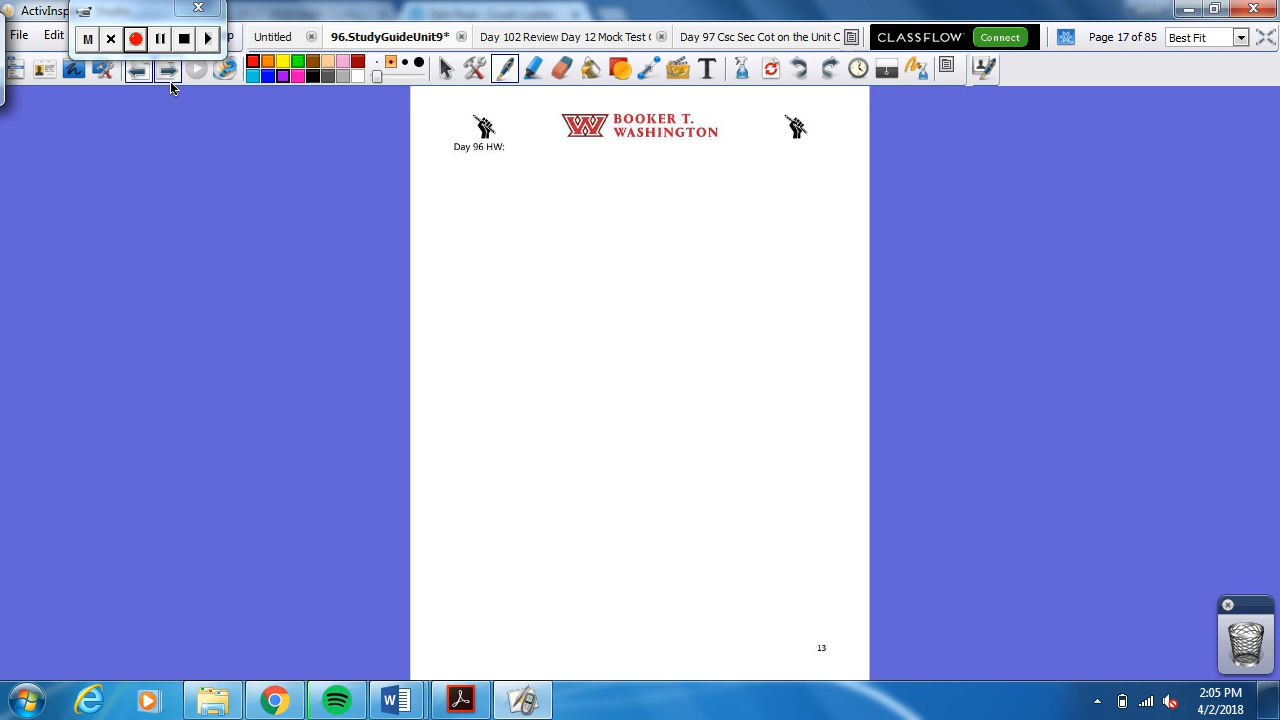 ActivInsp
M
File Edit
Untitled
96.StudyGuideUnit9*
Day 102 Review Day 12 Mock Test (
Day 97 Csc Sec Cot on the Unit C
CLASSFLOW Connect
Page 17 of 85
Best Fit
T
BOOKER T.
WASHINGTON
Day 96 HW:
13
2:05 PM
4/2/2018